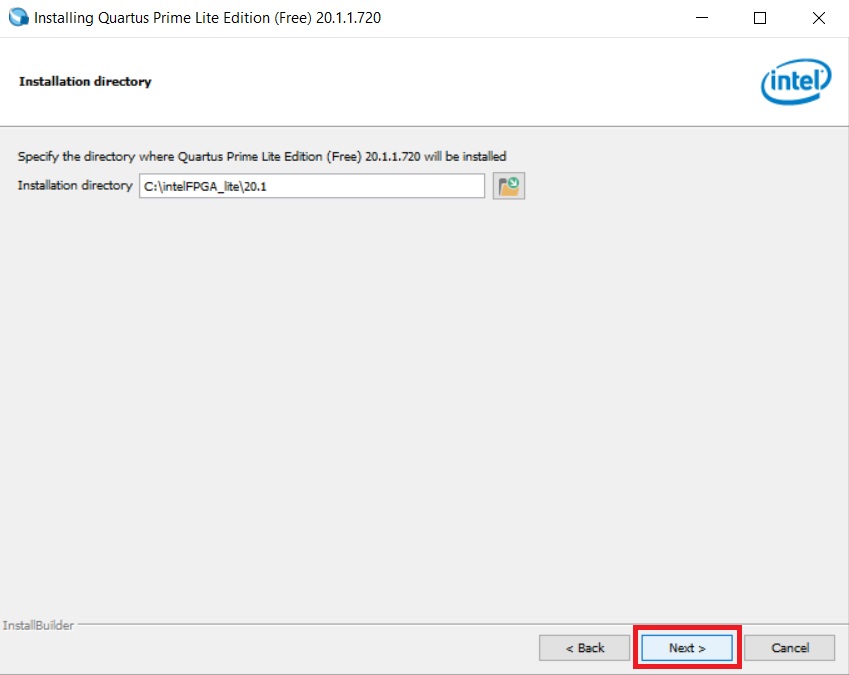 Installing Quartus Prime Lite Edition (Free) 20.1.1.720
Installation directory
intel
Specify the directory where Quartus Prime Lite Edition (Free) 20.1.1.720 will be installed
Installation directory C:\intelFPGA_lite\20.1
InstallBuilder
< Back Next > Cancel